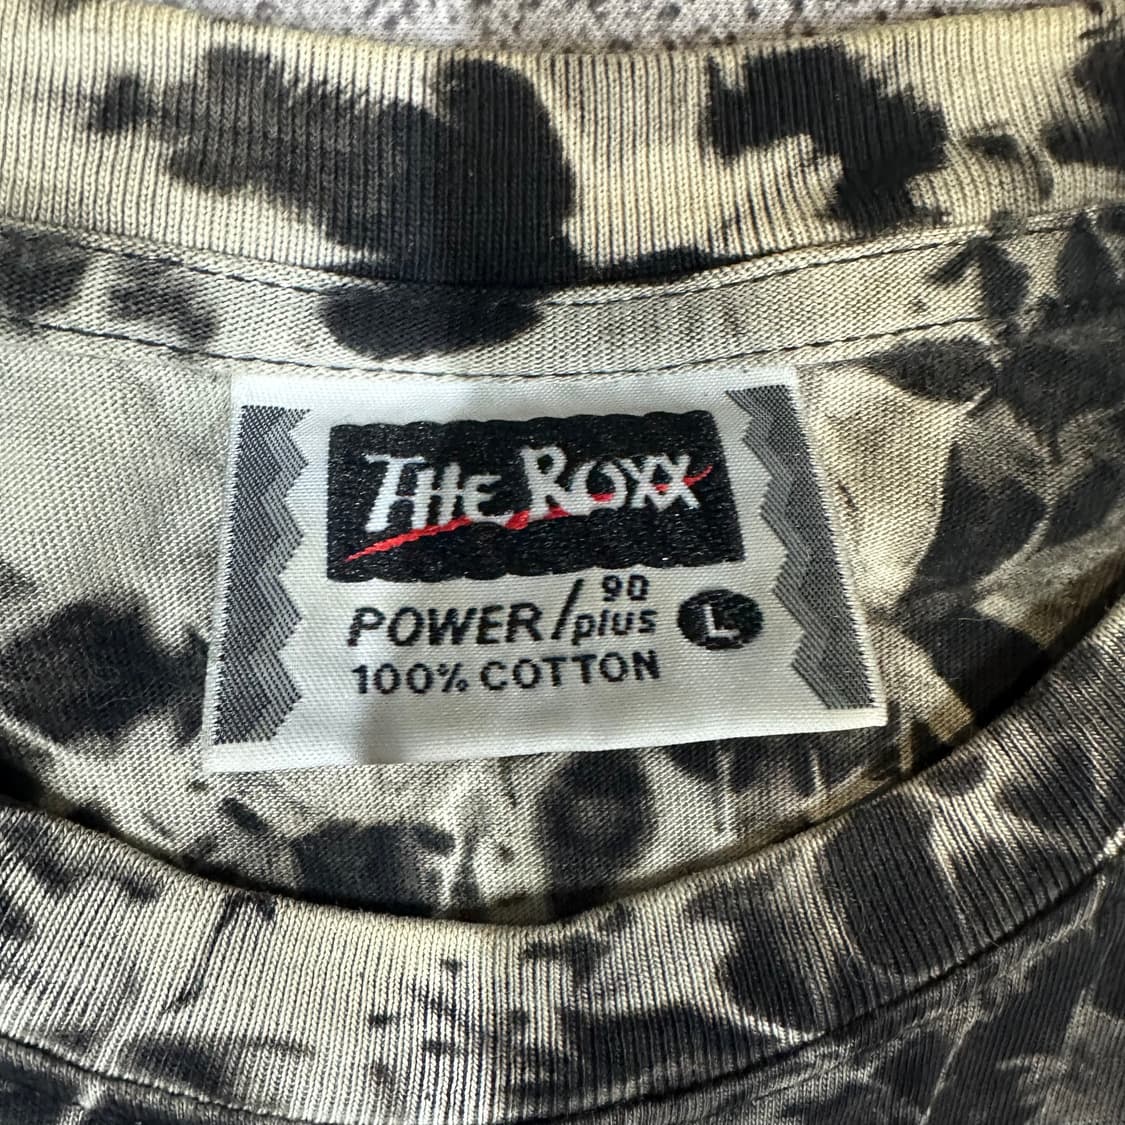 THE ROXX
POWER/90 plus L
100% COTTON